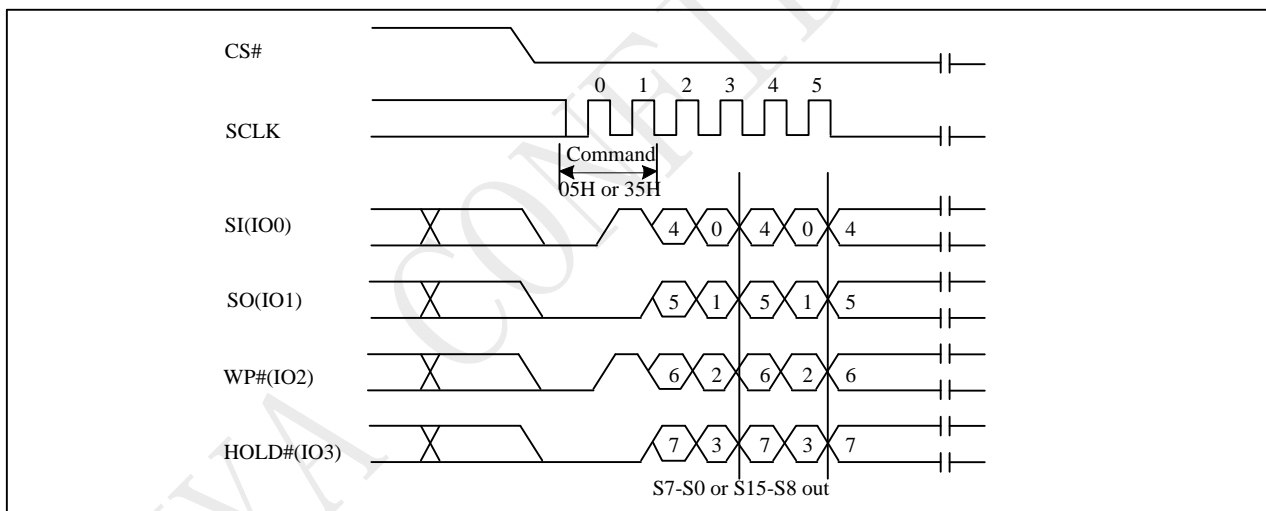 CS#
0 1 2 3 4 5
SCLK
Command
05H or 35H
SI(IO0) 4 0 4 0 4
SO(IO1) 5 1 5 1 5
WP#(IO2) 6 2 6 2 6
HOLD#(IO3) 7 3 7 3 7
S7-S0 or S15-S8 out